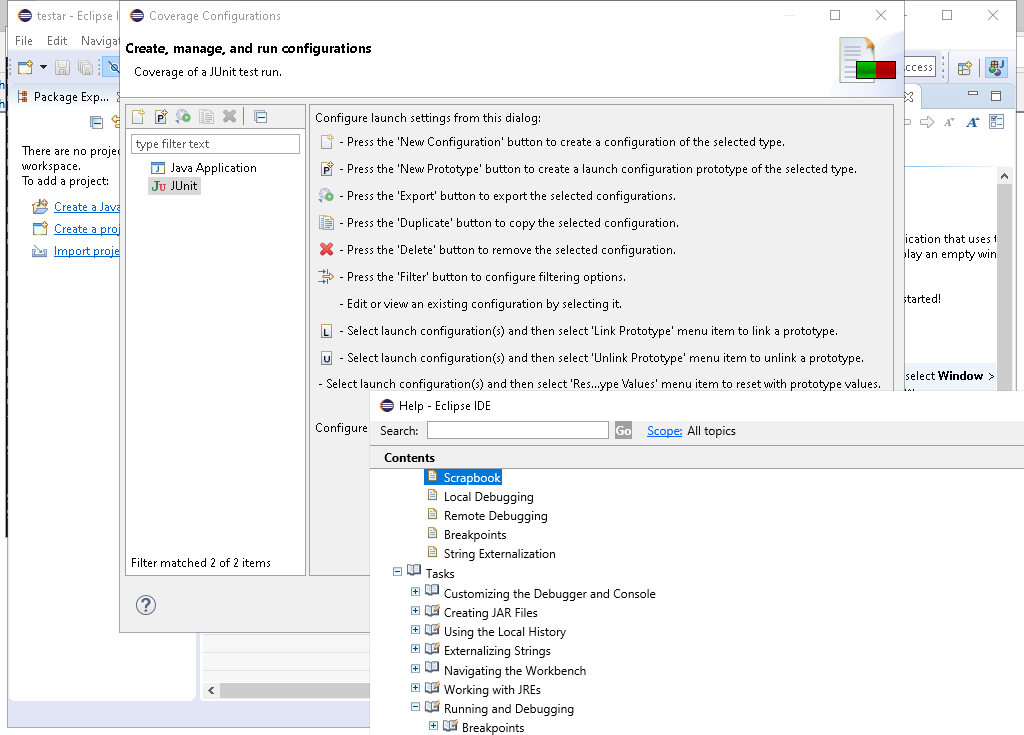 testar - Eclipse I
File Edit Navigat
Package Exp...
There are no projec
workspace.
To add a project:
Create a Java
Create a proj
Import proje
Coverage Configurations
Create, manage, and run configurations
Coverage of a JUnit test run.
type filter text
Java Application
JUnit
Filter matched 2 of 2 items
Configure launch settings from this dialog:
- Press the 'New Configuration' button to create a configuration of the selected type.
- Press the 'New Prototype' button to create a launch configuration prototype of the selected type.
- Press the 'Export' button to export the selected configurations.
- Press the 'Duplicate' button to copy the selected configuration.
- Press the 'Delete' button to remove the selected configuration.
- Press the 'Filter' button to configure filtering options.
- Edit or view an existing configuration by selecting it.
- Select launch configuration(s) and then select 'Link Prototype' menu item to link a prototype.
- Select launch configuration(s) and then select 'Unlink Prototype' menu item to unlink a prototype.
- Select launch configuration(s) and then select 'Res...ype Values' menu item to reset with prototype values.
Configure
ccess
ication that uses t
play an empty win
started!
select Window >
Help - Eclipse IDE
Search:
Go
Scope: All topics
Contents
Scrapbook
Local Debugging
Remote Debugging
Breakpoints
String Externalization
Tasks
Customizing the Debugger and Console
Creating JAR Files
Using the Local History
Externalizing Strings
Navigating the Workbench
Working with JREs
Running and Debugging
Breakpoints